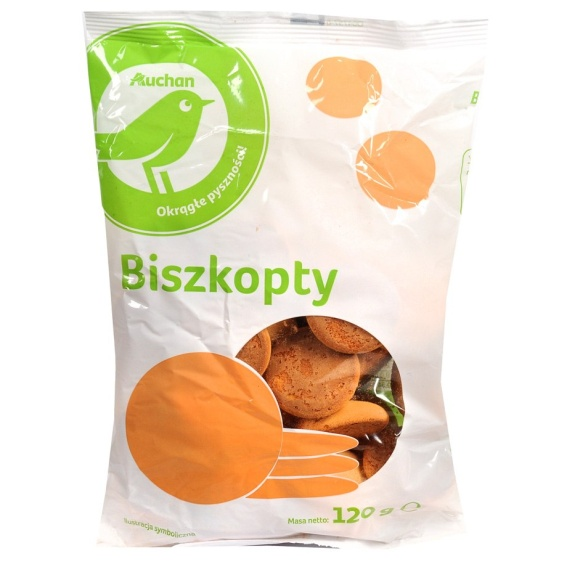 Auchan
Okrągłe pyszności!
Biszkopty
Ilustracja symboliczna
Masa netto: 120 g ℮
B